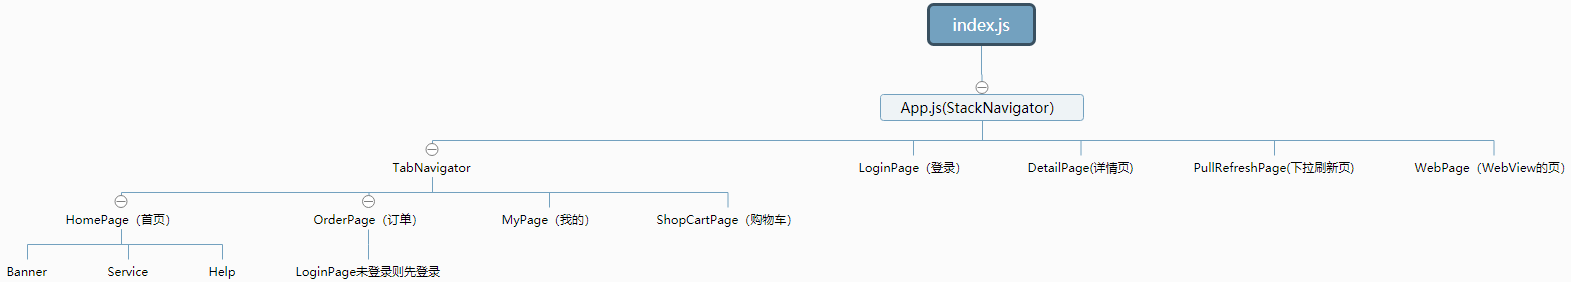 index.js
App.js(StackNavigator)
TabNavigator
LoginPage（登录）
DetailPage(详情页)
PullRefreshPage(下拉刷新页)
WebPage（WebView的页）
HomePage（首页）
OrderPage（订单）
MyPage（我的）
ShopCartPage（购物车）
Banner
Service
Help
LoginPage未登录则先登录